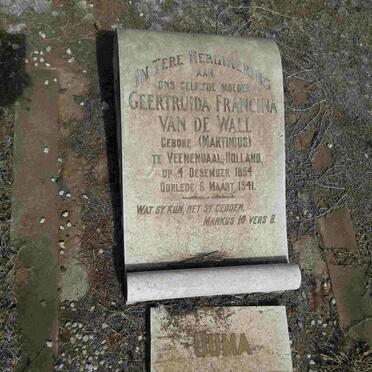 IN TERE HERINNERING
AAN
ONS GELIEFDE MOEDER
GEERTRUIDA FRANCINA
VAN DE WALL
GEBORE (MARTINIUS)
TE VEENENDAAL, HOLLAND,
OP 4 DESEMBER 1854
OORLEDE 6 MAART 1941.
WAT SY KON, HET SY GEDOEN.
MARKUS 14 VERS 8.
OUMA